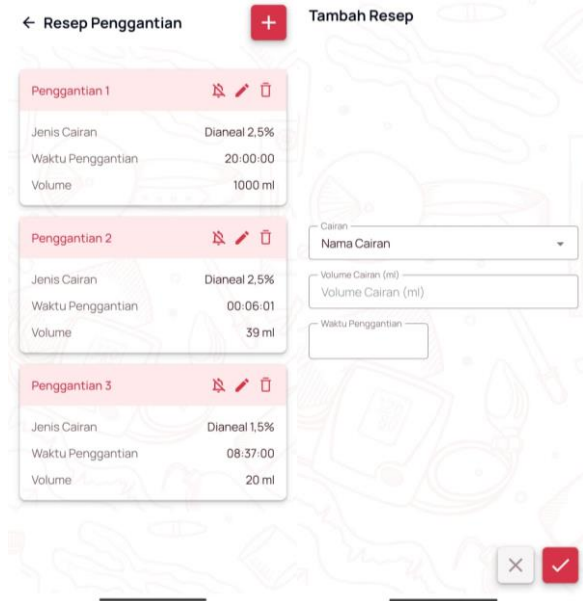 Resep Penggantian
Penggantian 1
Jenis Cairan Dianeal 2,5%
Waktu Penggantian 20:00:00
Volume 1000 ml
Penggantian 2
Jenis Cairan Dianeal 2,5%
Waktu Penggantian 00:06:01
Volume 39 ml
Penggantian 3
Jenis Cairan Dianeal 1,5%
Waktu Penggantian 08:37:00
Volume 20 ml
Tambah Resep
Cairan
Nama Cairan
Volume Cairan (ml)
Volume Cairan (ml)
Waktu Penggantian